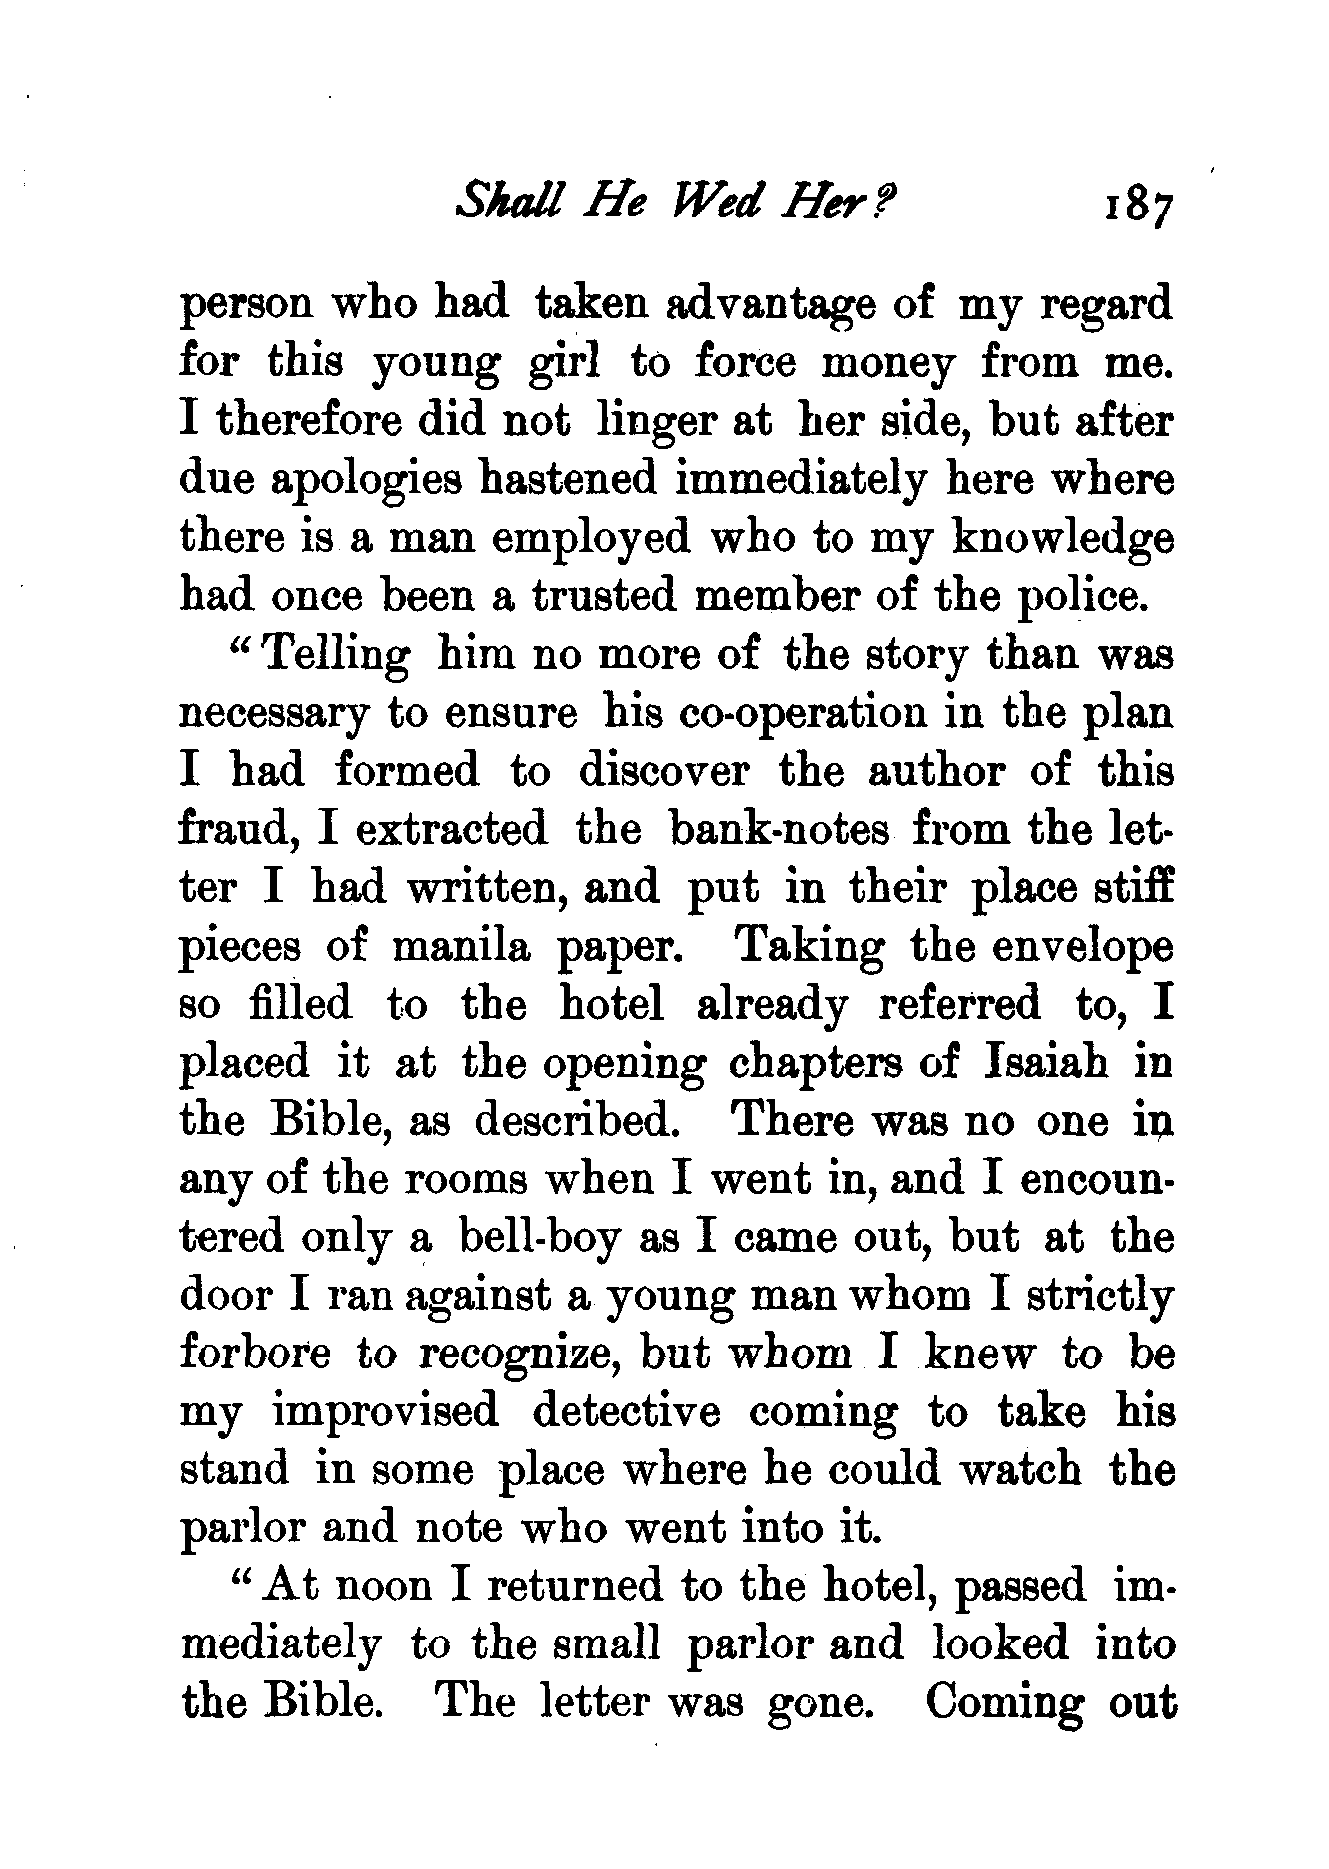 Shall He Wed Her? 187
person who had taken advantage of my regard
for this young girl to force money from me.
I therefore did not linger at her side, but after
due apologies hastened immediately here where
there is a man employed who to my knowledge
had once been a trusted member of the police.
“Telling him no more of the story than was
necessary to ensure his co-operation in the plan
I had formed to discover the author of this
fraud, I extracted the bank-notes from the let-
ter I had written, and put in their place stiff
pieces of manila paper. Taking the envelope
so filled to the hotel already referred to, I
placed it at the opening chapters of Isaiah in
the Bible, as described. There was no one in
any of the rooms when I went in, and I encoun-
tered only a bell-boy as I came out, but at the
door I ran against a young man whom I strictly
forbore to recognize, but whom I knew to be
my improvised detective coming to take his
stand in some place where he could watch the
parlor and note who went into it.
“At noon I returned to the hotel, passed im-
mediately to the small parlor and looked into
the Bible. The letter was gone. Coming out